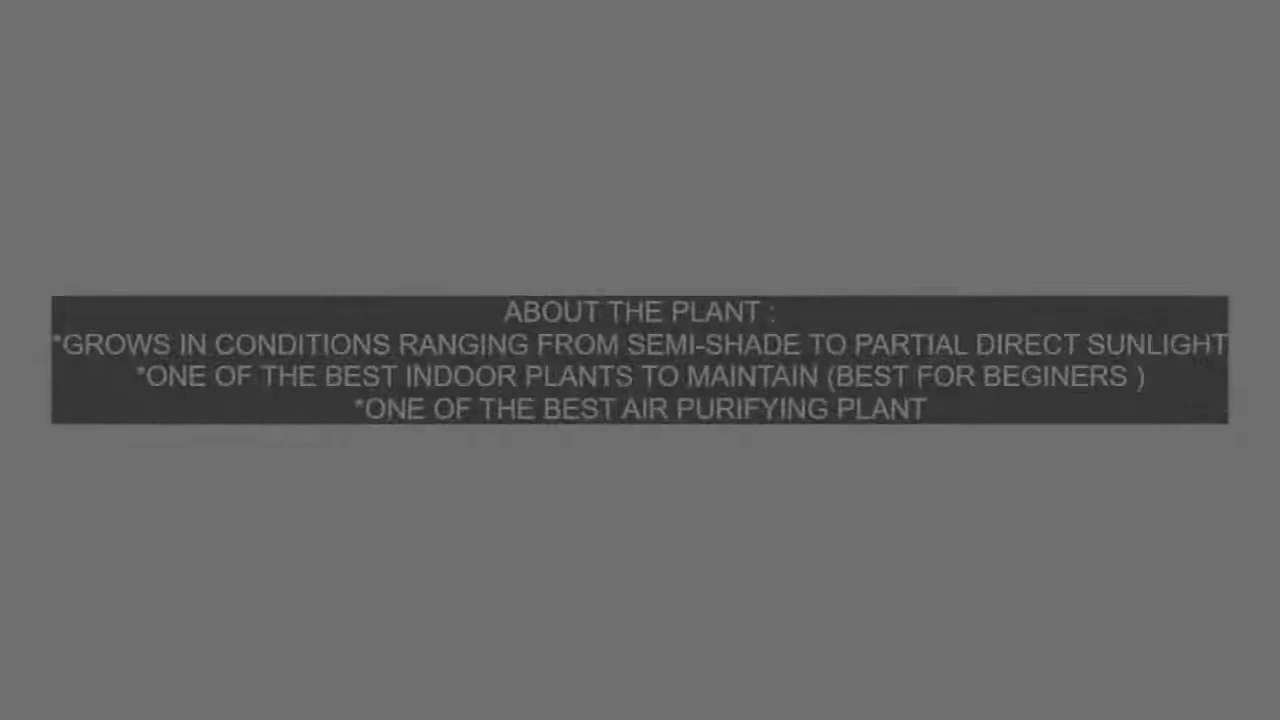 ABOUT THE PLANT :
*GROWS IN CONDITIONS RANGING FROM SEMI-SHADE TO PARTIAL DIRECT SUNLIGHT
*ONE OF THE BEST INDOOR PLANTS TO MAINTAIN (BEST FOR BEGINERS )
*ONE OF THE BEST AIR PURIFYING PLANT